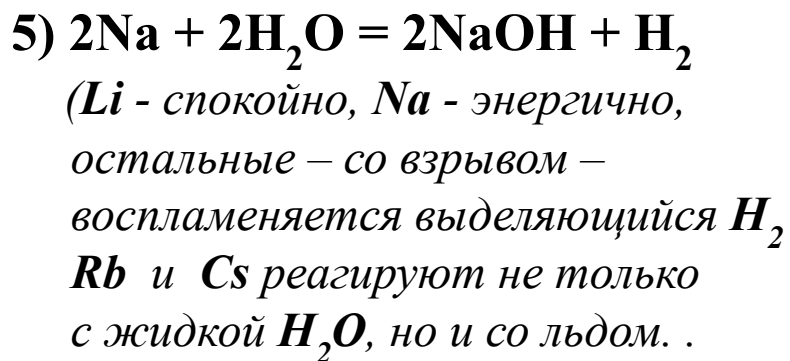 5) 2Na + 2H₂O = 2NaOH + H₂
(Li - спокойно, Na - энергично,
остальные – со взрывом –
воспламеняется выделяющийся H₂
Rb и Cs реагируют не только
с жидкой H₂O, но и со льдом. .